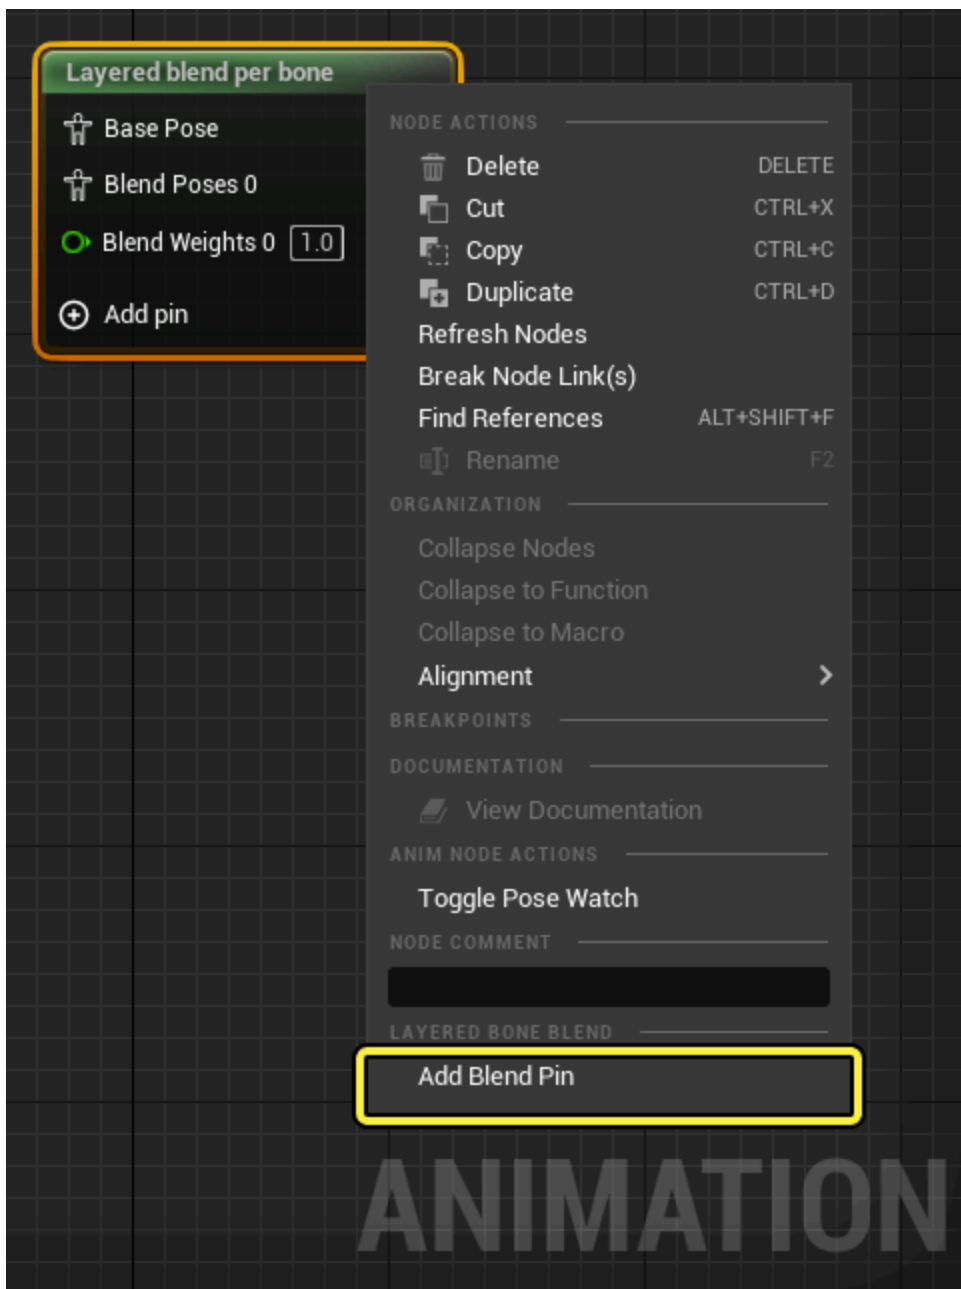 Layered blend per bone
Base Pose
Blend Poses 0
Blend Weights 0 1.0
Add pin
NODE ACTIONS
Delete DELETE
Cut CTRL+X
Copy CTRL+C
Duplicate CTRL+D
Refresh Nodes
Break Node Link(s)
Find References ALT+SHIFT+F
Rename F2
ORGANIZATION
Collapse Nodes
Collapse to Function
Collapse to Macro
Alignment
BREAKPOINTS
DOCUMENTATION
View Documentation
ANIM NODE ACTIONS
Toggle Pose Watch
NODE COMMENT
LAYERED BONE BLEND
Add Blend Pin
ANIMATION